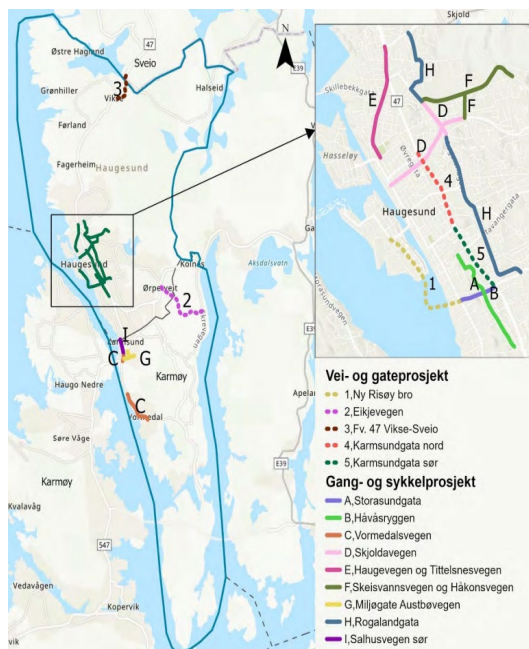 Skjold
47
Østre Hagland
Sveio
N
E39
3
Halseid
Grønhiller
Vikse
Førland
Fagerheim
Haugesund
Haugesund
Kolnes
Aksdalsvatn
Ørpetveit
2
I
C
G
Karmøy
Haugo Nedre
C
Vormedal
Søre Våge
E39
Karmøy
Kvalavåg
547
Vedavågen
Kopervik
E39
H
F
Skillebekkgata
E
47
D
F
Hasseløy
D
4
Haugesund
H
5
1
A
B
Vei- og gateprosjekt
1,Ny Risøy bro
2,Eikjevegen
3,Fv. 47 Vikse-Sveio
4,Karmsundgata nord
5,Karmsundgata sør
Gang- og sykkelprosjekt
A,Storasundgata
B,Håvåsryggen
C,Vormedalsvegen
D,Skjoldavegen
E,Haugevegen og Tittelsnesvegen
F,Skeisvannsvegen og Håkonsvegen
G,Miljøgate Austbøvegen
H,Rogalandgata
I,Salhusvegen sør